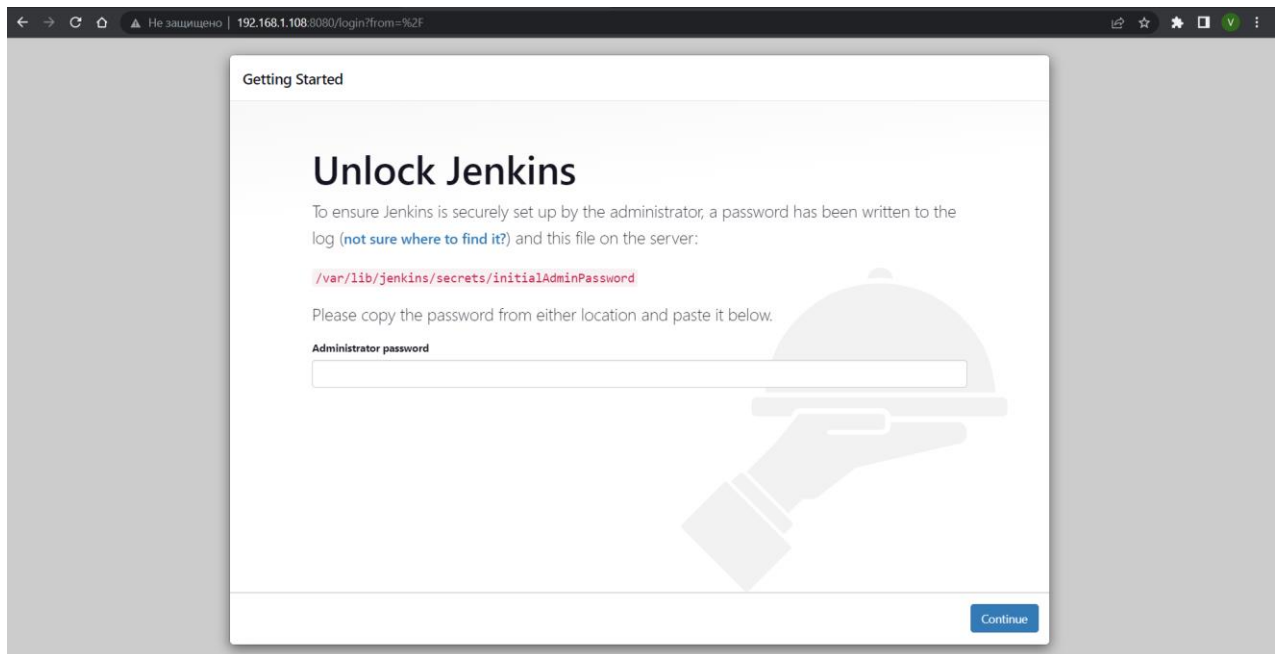 Не защищено | 192.168.1.108:8080/login?from=%2F
V
Getting Started
Unlock Jenkins
To ensure Jenkins is securely set up by the administrator, a password has been written to the
log (not sure where to find it?) and this file on the server:
/var/lib/jenkins/secrets/initialAdminPassword
Please copy the password from either location and paste it below.
Administrator password
Continue